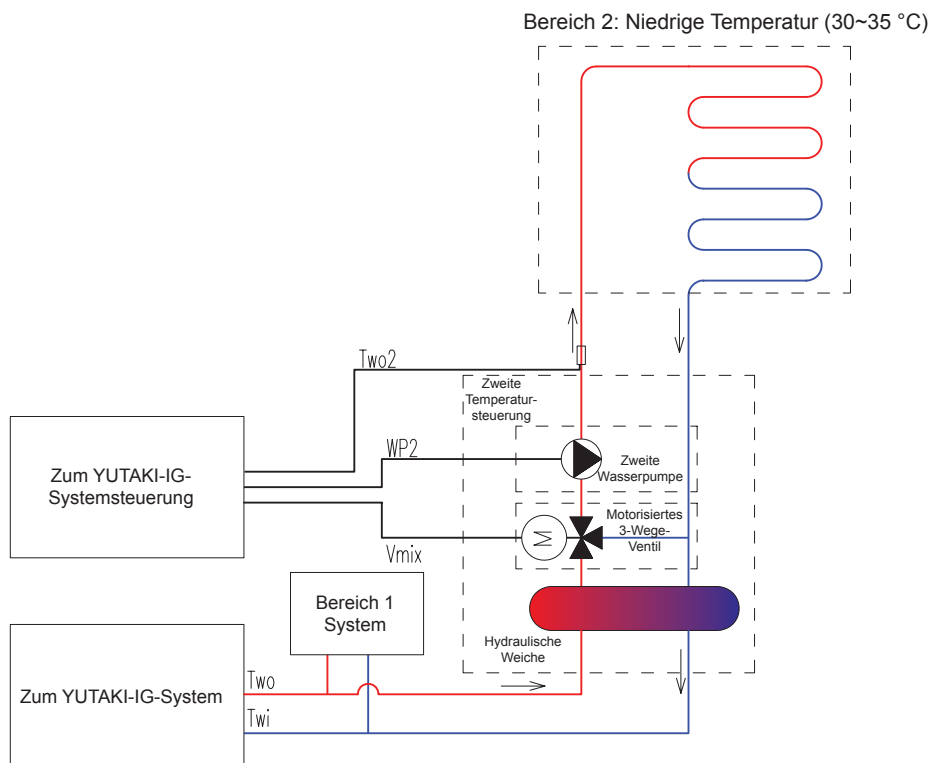 Bereich 2: Niedrige Temperatur (30~35 °C)
Two2
Zweite
Temperatur-
steuerung
WP2
Zweite
Wasserpumpe
Zum YUTAKI-IG-
Systemsteuerung
Motorisiertes
3-Wege-
Ventil
M
Vmix
Bereich 1
System
Hydraulische
Weiche
Two
Zum YUTAKI-IG-System
Twi